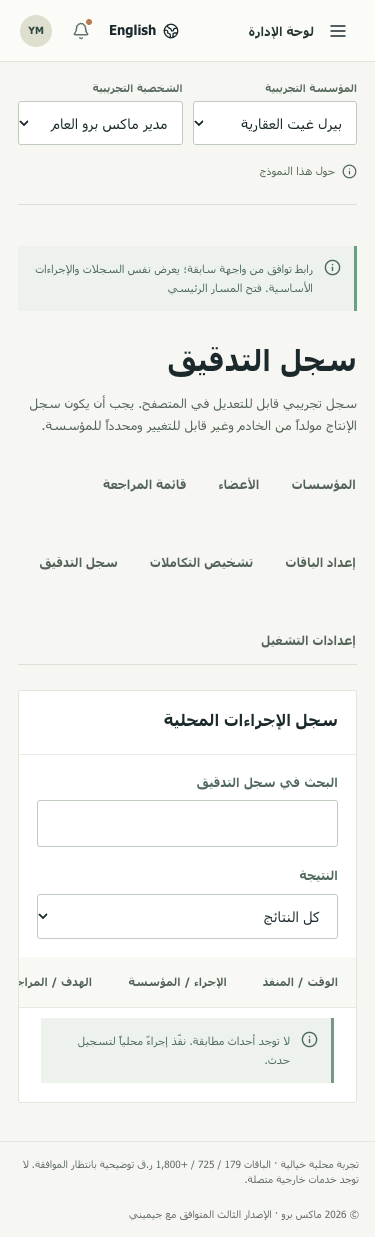 لوحة الإدارة
English
YM
المؤسسة التجريبية
الشخصية التجريبية
بيرل غيت العقارية
مدير ماكس برو العام
حول هذا النموذج
رابط توافق من واجهة سابقة؛ يعرض نفس السجلات والإجراءات
الأساسية. فتح المسار الرئيسي
سجل التدقيق
سجل تجريبي قابل للتعديل في المتصفح. يجب أن يكون سجل
الإنتاج مولداً من الخادم وغير قابل للتغيير ومحدداً للمؤسسة.
المؤسسات
الأعضاء
قائمة المراجعة
إعداد الباقات
تشخيص التكاملات
سجل التدقيق
إعدادات التشغيل
سجل الإجراءات المحلية
البحث في سجل التدقيق
النتيجة
كل النتائج
الوقت / المنفذ
الإجراء / المؤسسة
الهدف /
لا توجد أحداث مطابقة. نفّذ إجراءً محلياً لتسجيل
حدث.
تجربة محلية خيالية · الباقات 179 / 725 / +1,800 ر.ق توضيحية بانتظار الموافقة. لا
توجد خدمات خارجية متصلة.
© 2026 ماكس برو · الإصدار الثالث المتوافق مع جيميني